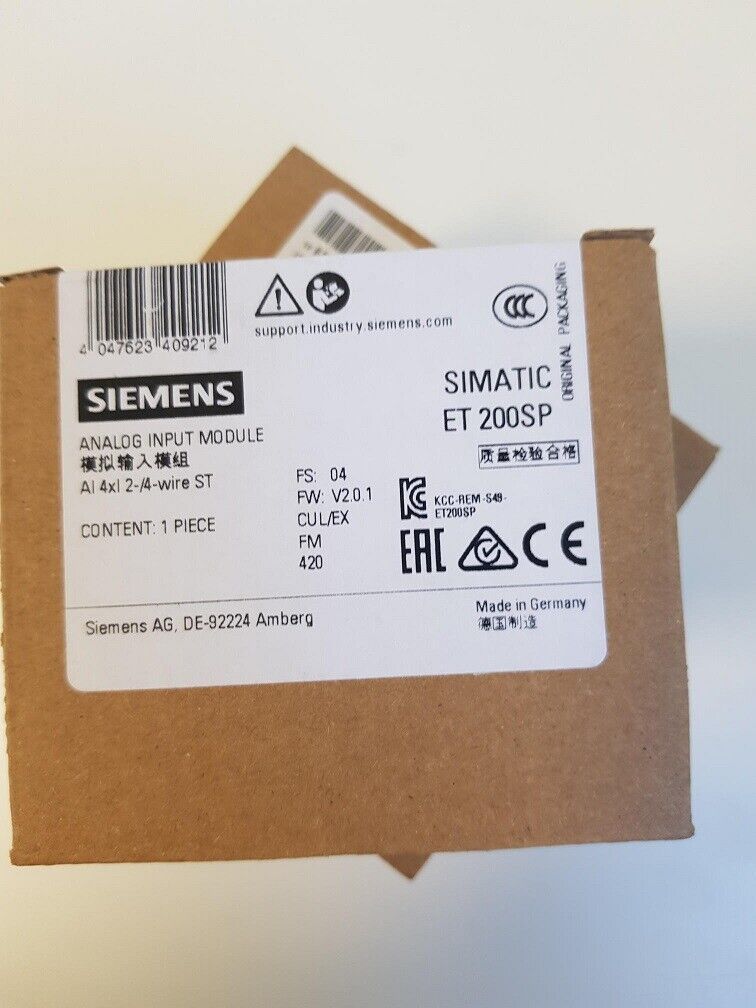 4 047623 409212
support.industry.siemens.com
CCC
ORIGINAL PACKAGING
SIEMENS
SIMATIC
ET 200SP
ANALOG INPUT MODULE
模拟输入模组
AI 4xI 2-/4-wire ST
质量检验合格
CONTENT: 1 PIECE
FS: 04
FW: V2.0.1
CUL/EX
FM
420
KCC-REM-S49-
ET200SP
EAC CE
Siemens AG, DE-92224 Amberg
Made in Germany
德国制造